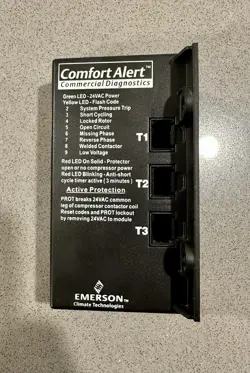 Comfort Alert™
Commercial Diagnostics
Green LED - 24VAC Power
Yellow LED - Flash Code
2 System Pressure Trip
3 Short Cycling
4 Locked Rotor
5 Open Circuit
6 Missing Phase
7 Reverse Phase
8 Welded Contactor
9 Low Voltage
T1
Red LED On Solid - Protector
open or no compressor power
Red LED Blinking - Anti-short
cycle timer active ( 3 minutes )
T2
Active Protection
PROT breaks 24VAC common
leg of compressor contactor coil
Reset codes and PROT lockout
by removing 24VAC to module
T3
EMERSON™
Climate Technologies